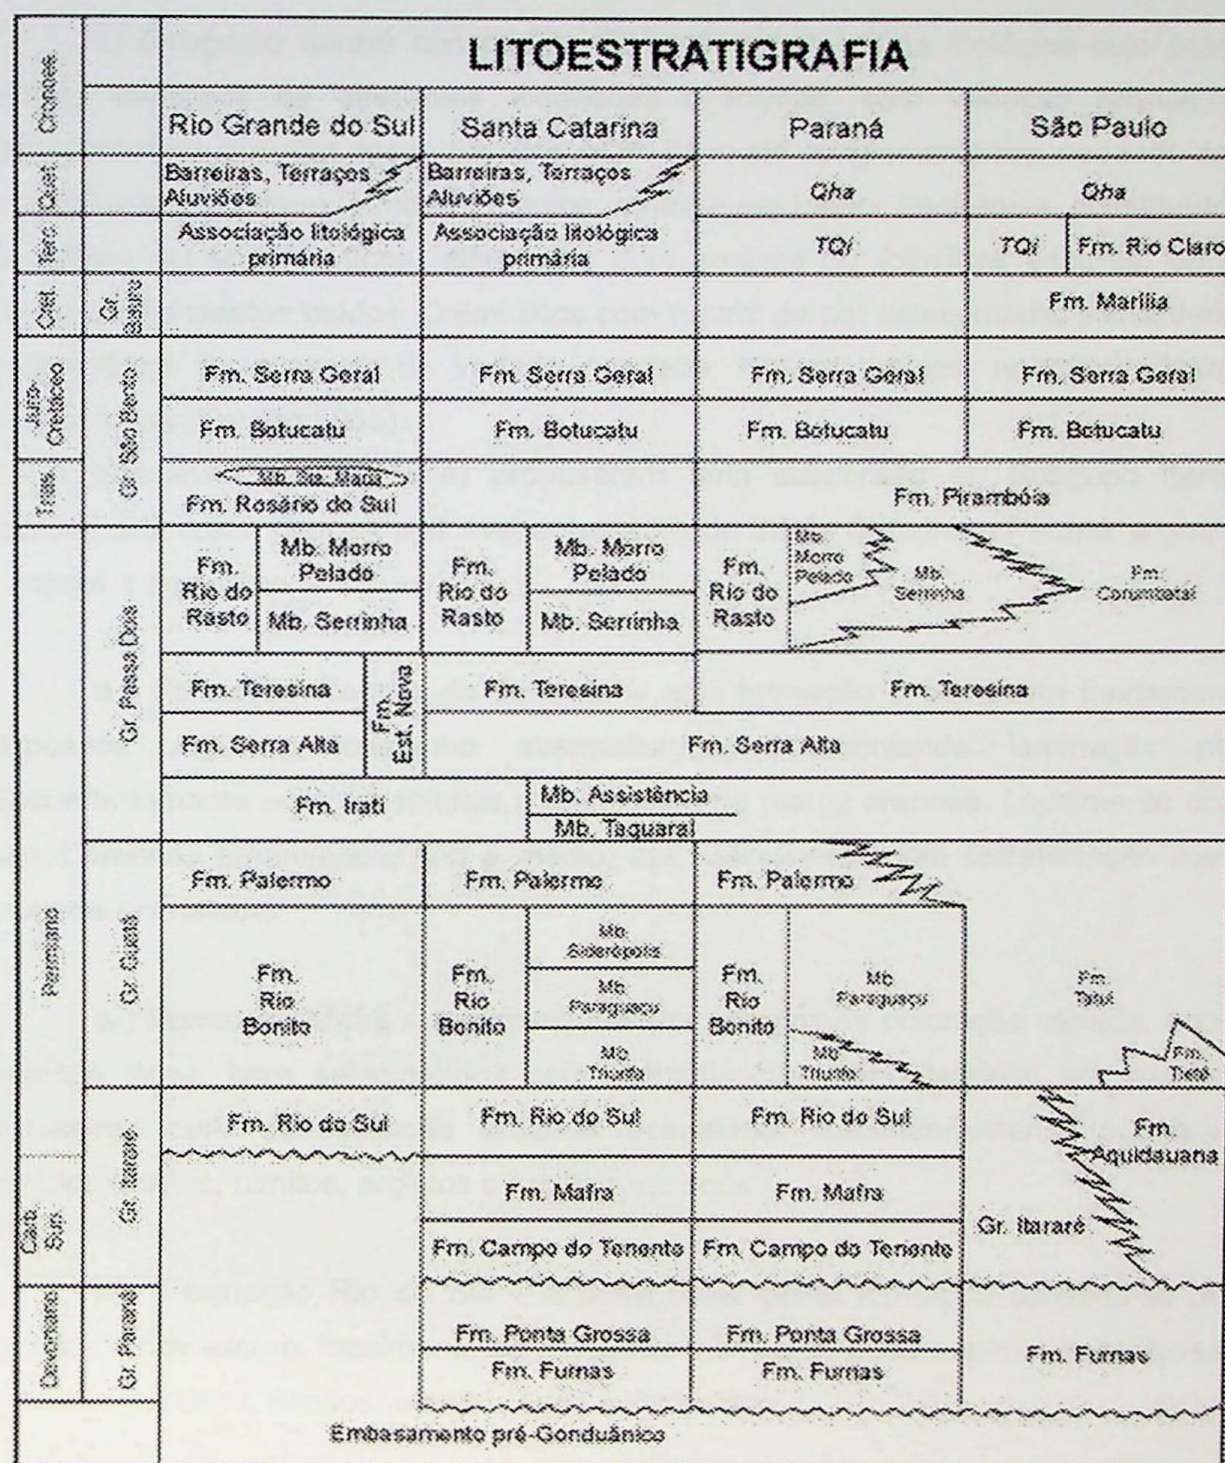 LITOESTRATIGRAFIA
Rio Grande do Sul
Santa Catarina
Paraná
São Paulo
Quat.
Barreiras, Terraços
Aluviões
Barreiras, Terraços
Aluviões
Qha
Qha
Terc.
Associação litológica
primária
Associação litológica
primária
TQi
TQi
Fm. Rio Claro
Cret.
Gr.
Bauru
Fm. Marília
Juro-
Cretáceo
Gr. São Bento
Fm. Serra Geral
Fm. Serra Geral
Fm. Serra Geral
Fm. Serra Geral
Fm. Botucatu
Fm. Botucatu
Fm. Botucatu
Fm. Botucatu
Trias.
Mb. Sta. Maria
Fm. Rosário do Sul
Fm. Pirambóia
Permiano
Gr. Passa Dois
Fm.
Rio do
Rasto
Mb. Morro
Pelado
Mb. Serrinha
Fm.
Rio do
Rasto
Mb. Morro
Pelado
Mb. Serrinha
Fm.
Rio do
Rasto
Mb.
Morro
Pelado
Mb.
Serrinha
Fm.
Corumbataí
Fm. Teresina
Fm.
Est. Nova
Fm. Teresina
Fm. Teresina
Fm. Serra Alta
Fm. Serra Alta
Fm. Irati
Mb. Assistência
Mb. Taquaral
Gr. Guatá
Fm. Palermo
Fm. Palermo
Fm. Palermo
Fm.
Rio
Bonito
Fm.
Rio
Bonito
Mb.
Siderópolis
Mb.
Paraguaçu
Mb.
Triunfo
Fm.
Rio
Bonito
Mb.
Paraguaçu
Mb.
Triunfo
Fm.
Tatuí
Fm.
Tietê
Carb.
Sup.
Gr. Itararé
Fm. Rio do Sul
Fm. Rio do Sul
Fm. Rio do Sul
Fm.
Aquidauana
Fm. Mafra
Fm. Mafra
Gr. Itararé
Fm. Campo do Tenente
Fm. Campo do Tenente
Devoniano
Gr. Paraná
Fm. Ponta Grossa
Fm. Ponta Grossa
Fm. Furnas
Fm. Furnas
Fm. Furnas
Embasamento pré-Gonduânico